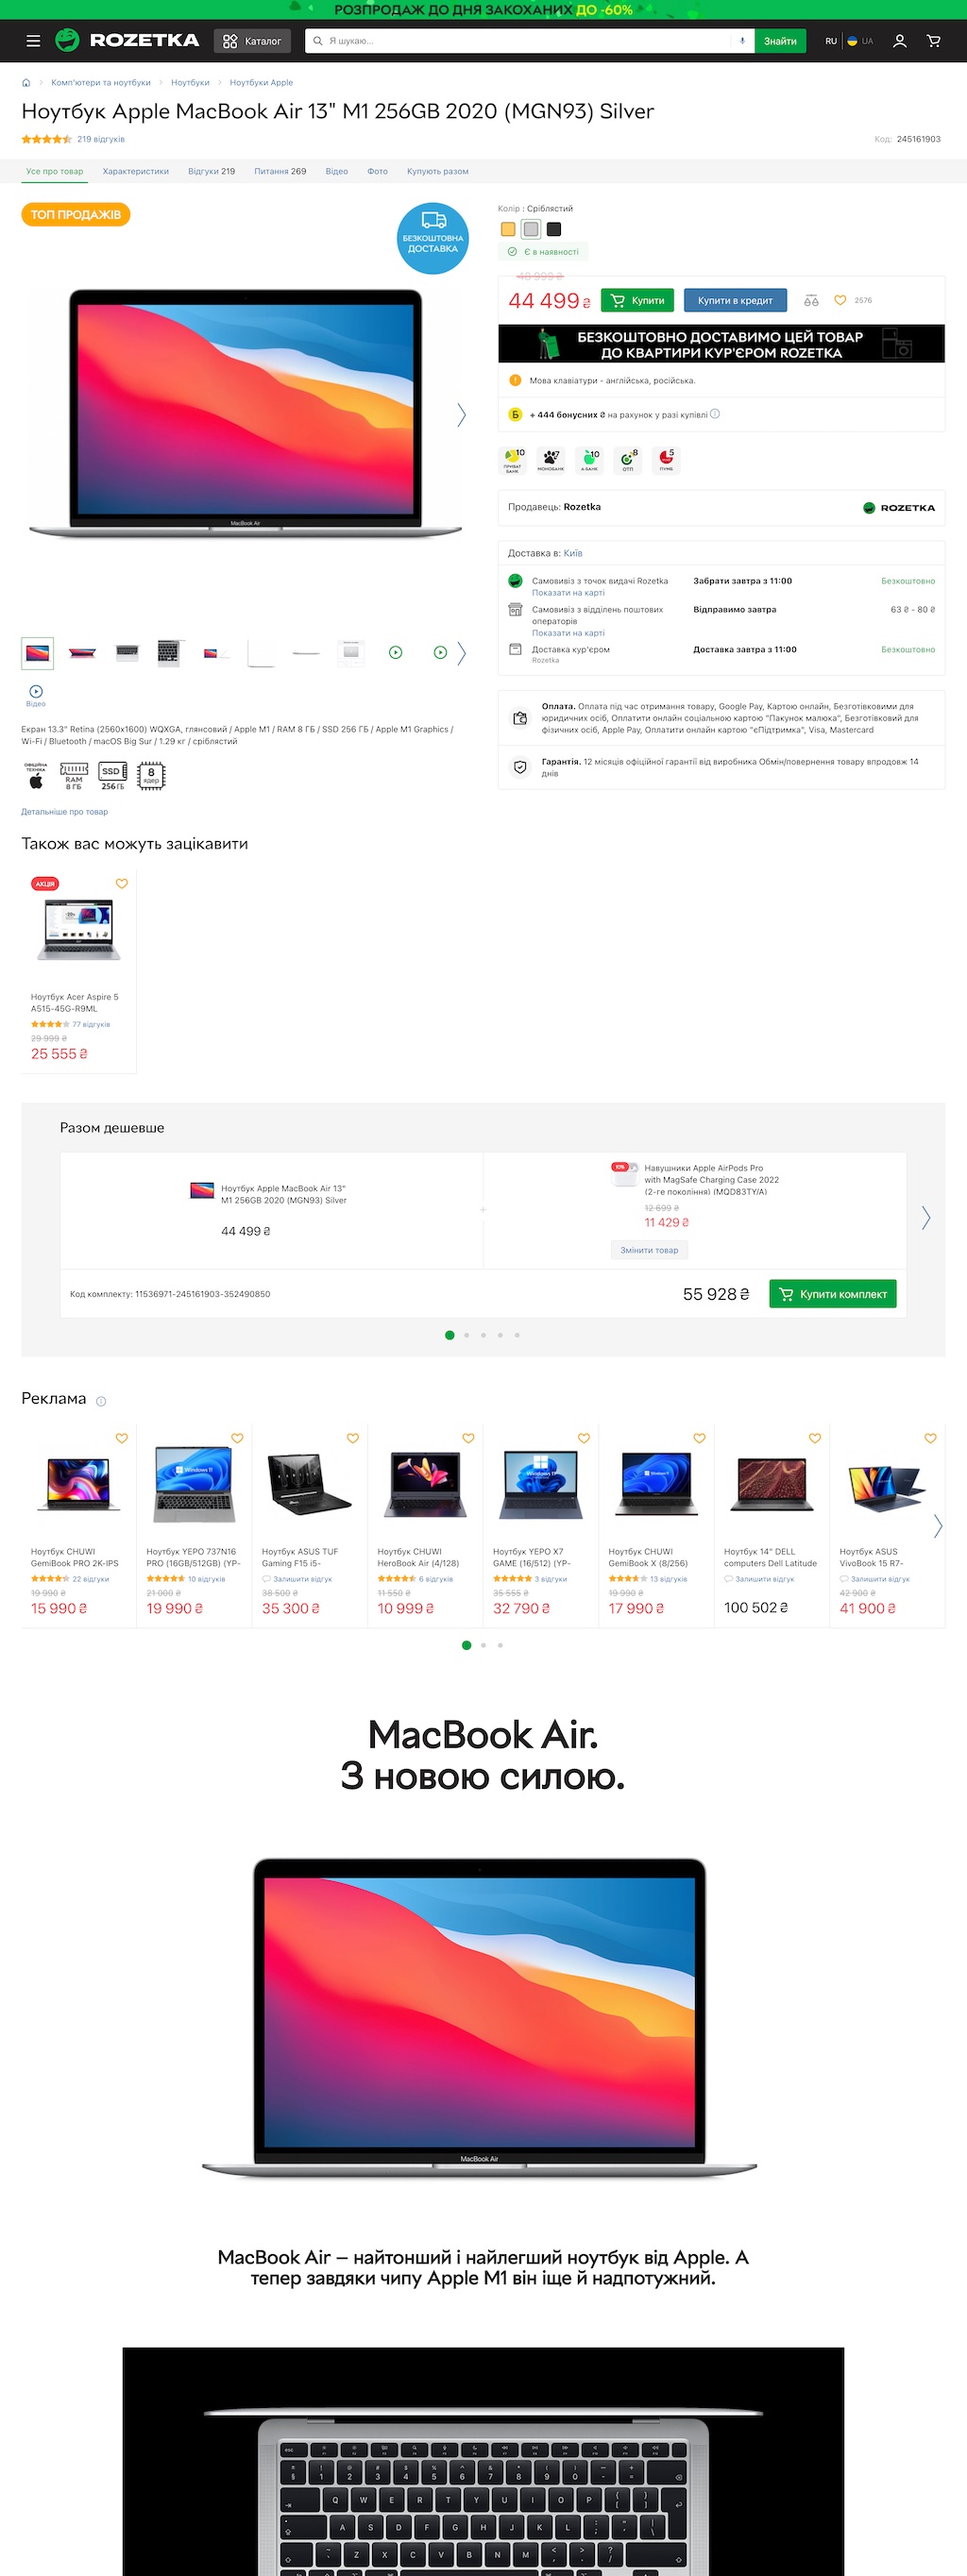 РОЗПРОДАЖ ДО ДНЯ ЗАКОХАНИХ ДО -60%
ROZETKA
Каталог
Я шукаю...
Знайти
RU
UA
Комп'ютери та ноутбуки
Ноутбуки
Ноутбуки Apple
Ноутбук Apple MacBook Air 13" M1 256GB 2020 (MGN93) Silver
219 відгуків
Код: 245161903
Усе про товар
Характеристики
Відгуки 219
Питання 269
Відео
Фото
Купують разом
ТОП ПРОДАЖІВ
БЕЗКОШТОВНА
ДОСТАВКА
MacBook Air
Відео
Екран 13.3" Retina (2560x1600) WQXGA, глянсовий / Apple M1 / RAM 8 ГБ / SSD 256 ГБ / Apple M1 Graphics /
Wi-Fi / Bluetooth / macOS Big Sur / 1.29 кг / сріблястий
ОФІЦІЙНА
ТЕХНІКА
RAM
8 ГБ
SSD
256 ГБ
8
ядер
Детальніше про товар
Колір : Сріблястий
Є в наявності
48 999 ₴
44 499 ₴
Купити
Купити в кредит
2576
БЕЗКОШТОВНО ДОСТАВИМО ЦЕЙ ТОВАР
ДО КВАРТИРИ КУР'ЄРОМ ROZETKA
Мова клавіатури - англійська, російська.
Б
+ 444 бонусних ₴ на рахунок у разі купівлі
10
ПРИВАТ
БАНК
7
МОНОБАНК
10
А-БАНК
8
ОТП
5
ПУМБ
Продавець: Rozetka
ROZETKA
Доставка в: Київ
Самовивіз з точок видачі Rozetka
Показати на карті
Забрати завтра з 11:00
Безкоштовно
Самовивіз з відділень поштових
операторів
Показати на карті
Відправимо завтра
63 ₴ - 80 ₴
Доставка кур'єром
Rozetka
Доставка завтра з 11:00
Безкоштовно
Оплата. Оплата під час отримання товару, Google Pay, Картою онлайн, Безготівковими для
юридичних осіб, Оплатити онлайн соціальною картою "Пакунок малюка", Безготівковий для
фізичних осіб, Apple Pay, Оплатити онлайн картою "єПідтримка", Visa, Mastercard
Гарантія. 12 місяців офіційної гарантії від виробника Обмін/повернення товару впродовж 14
днів
Також вас можуть зацікавити
АКЦІЯ
Ноутбук Acer Aspire 5
A515-45G-R9ML
77 відгуків
29 999 ₴
25 555 ₴
Разом дешевше
Ноутбук Apple MacBook Air 13"
M1 256GB 2020 (MGN93) Silver
44 499 ₴
+
Навушники Apple AirPods Pro
with MagSafe Charging Case 2022
(2-ге покоління) (MQD83TY/A)
12 699 ₴
11 429 ₴
Змінити товар
Код комплекту: 11536971-245161903-352490850
55 928 ₴
Купити комплект
Реклама
Ноутбук CHUWI
GemiBook PRO 2K-IPS
22 відгуки
19 990 ₴
15 990 ₴
Ноутбук YEPO 737N16
PRO (16GB/512GB) (YP-
10 відгуків
21 000 ₴
19 990 ₴
Ноутбук ASUS TUF
Gaming F15 i5-
Залишити відгук
38 500 ₴
35 300 ₴
Ноутбук CHUWI
HeroBook Air (4/128)
6 відгуків
11 550 ₴
10 999 ₴
Ноутбук YEPO X7
GAME (16/512) (YP-
3 відгуки
35 555 ₴
32 790 ₴
Ноутбук CHUWI
GemiBook X (8/256)
13 відгуків
19 990 ₴
17 990 ₴
Ноутбук 14" DELL
computers Dell Latitude
Залишити відгук
100 502 ₴
Ноутбук ASUS
VivoBook 15 R7-
Залишити відгук
42 900 ₴
41 900 ₴
MacBook Air.
З новою силою.
MacBook Air
MacBook Air – найтонший і найлегший ноутбук від Apple. А
тепер завдяки чипу Apple M1 він іще й надпотужний.
1 2 3 4 5 6 7 8 9 0 - =
Q W E R T Y U I O P [ ]
A S D F G H J K L ; ' \
Z X C V B N M < > ? /